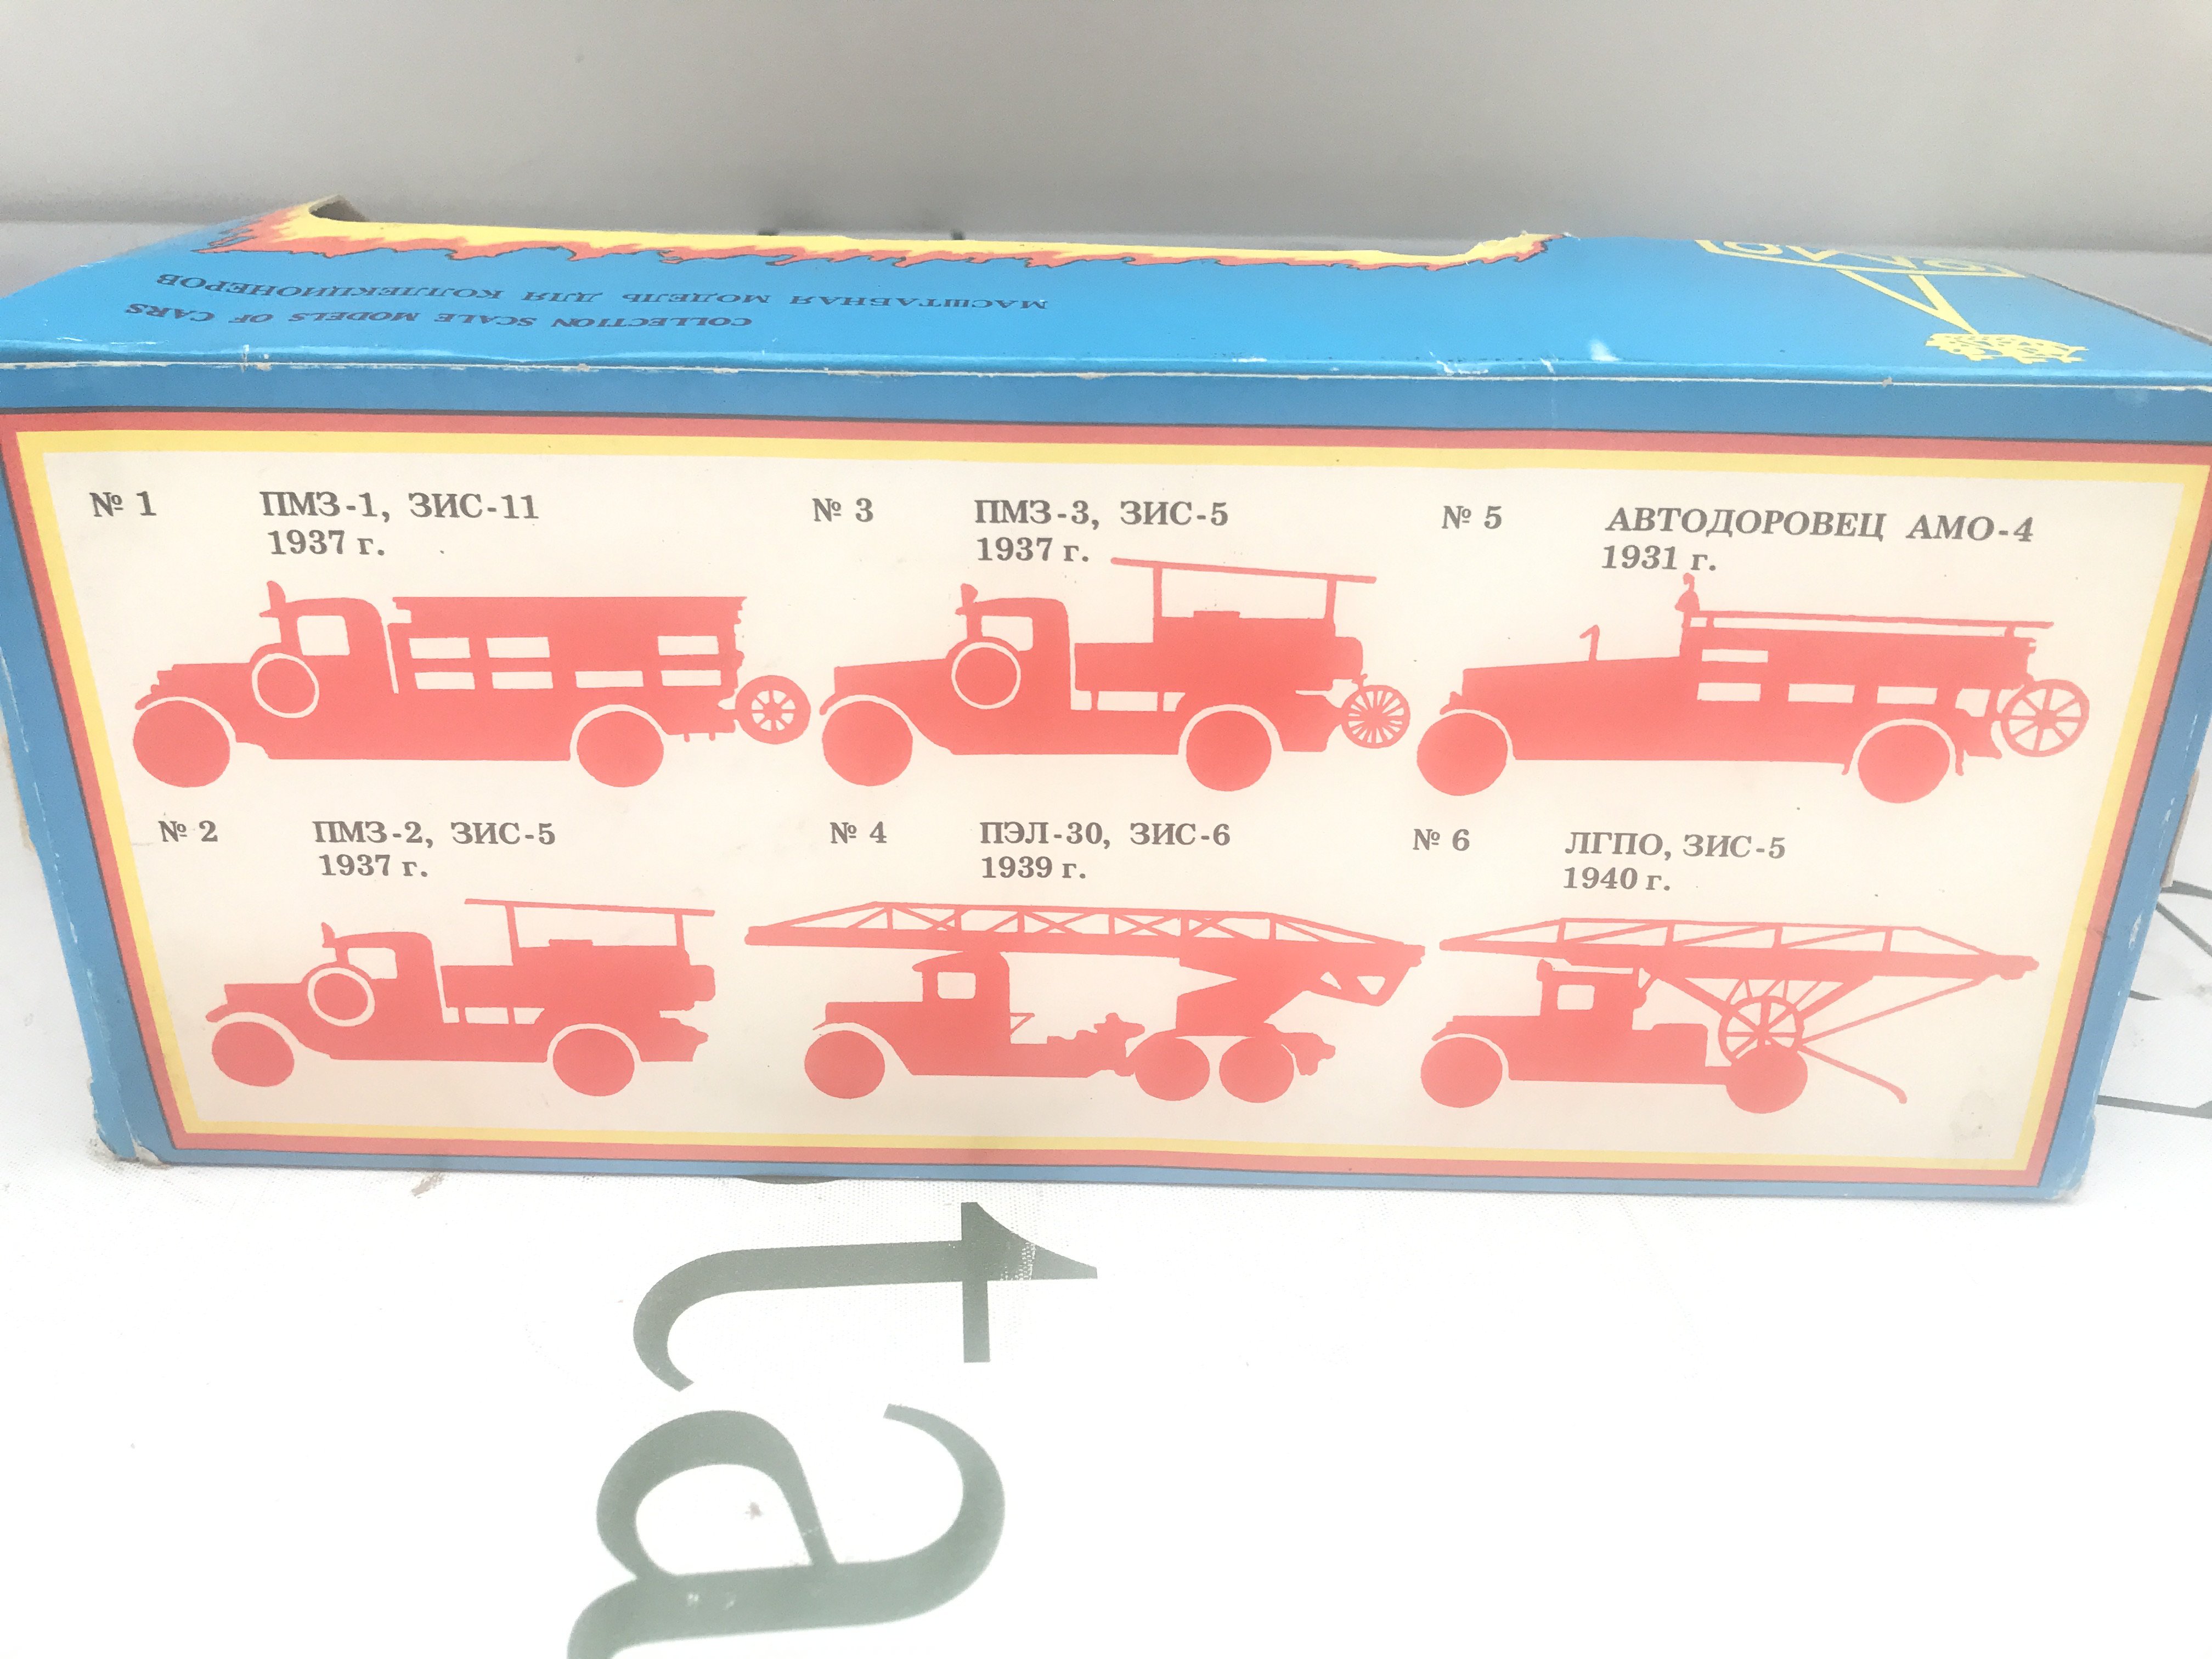 МАСШТАБНАЯ МОДЕЛЬ ДЛЯ КОЛЛЕКЦИОНЕРОВ
COLLECTION SCALE MODELS OF CARS
№ 1 ПМЗ-1, ЗИС-11
1937 г.
№ 3 ПМЗ-3, ЗИС-5
1937 г.
№ 5 АВТОДОРОВЕЦ АМО-4
1931 г.
№ 2 ПМЗ-2, ЗИС-5
1937 г.
№ 4 ПЭЛ-30, ЗИС-6
1939 г.
№ 6 ЛГПО, ЗИС-5
1940 г.
ta